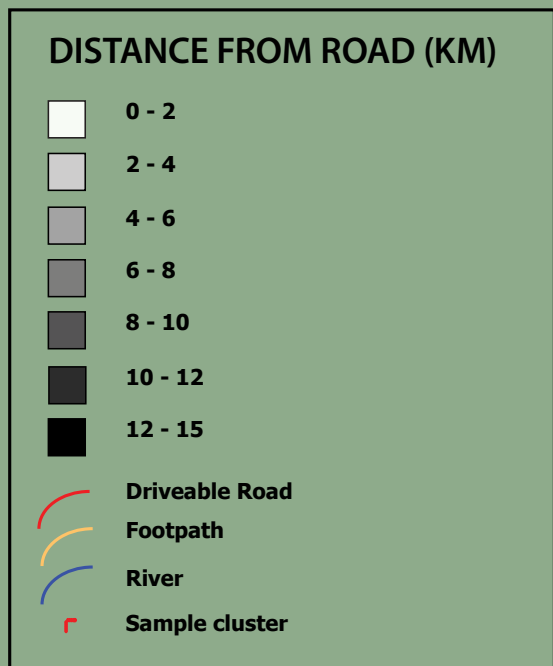 DISTANCE FROM ROAD (KM)
0 - 2
2 - 4
4 - 6
6 - 8
8 - 10
10 - 12
12 - 15
Driveable Road
Footpath
River
Sample cluster